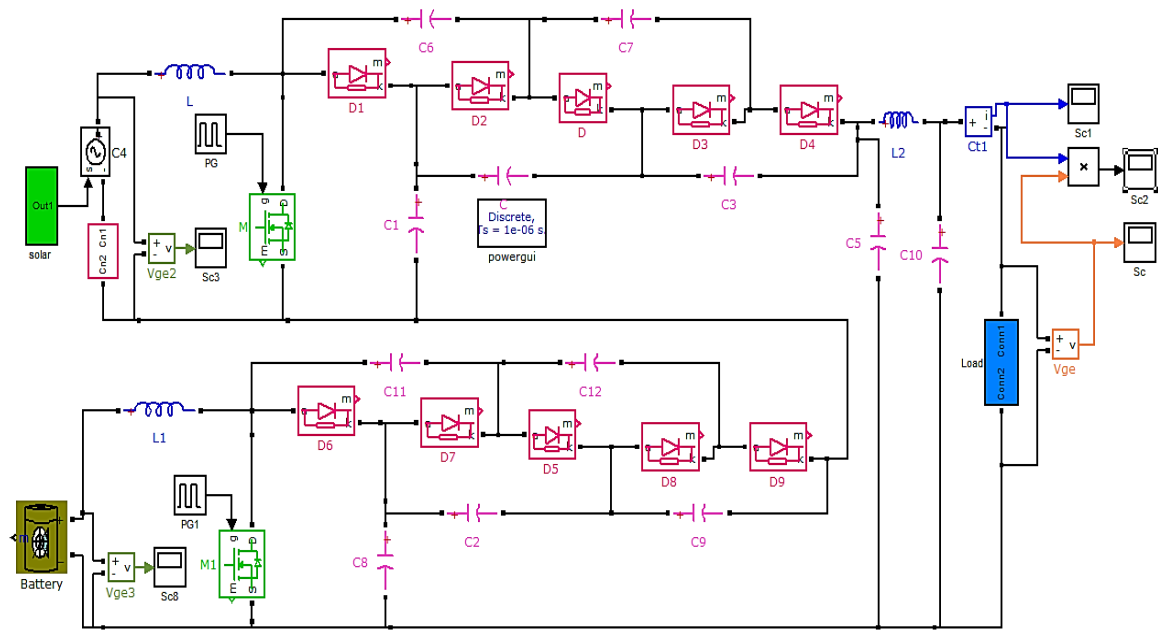 C6
C7
m
k
D1
m
k
D2
m
k
D
m
k
D3
m
k
D4
L
PG
C4
s
Out1
solar
Cn1
Cn2
+
-
v
Vge2
Sc3
g
D
M
m
S
C
C3
C1
Discrete,
Ts = 1e-06 s.
powergui
L2
C5
C10
+
-
i
Ct1
Sc1
×
Sc2
Sc
Load
Conn1
Conn2
+
-
v
Vge
C11
C12
L1
m
k
D6
m
k
D7
m
k
D5
m
k
D8
m
k
D9
PG1
C2
C9
C8
g
D
M1
m
S
m
+
-
Battery
+
-
v
Vge3
Sc8